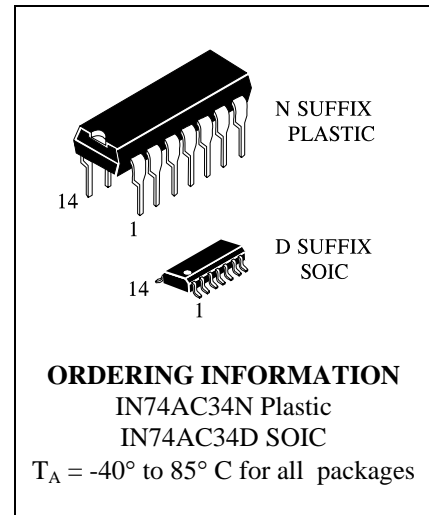 N SUFFIX
PLASTIC
14
1
D SUFFIX
SOIC
14
1
ORDERING INFORMATION
IN74AC34N Plastic
IN74AC34D SOIC
TA = -40° to 85° C for all packages